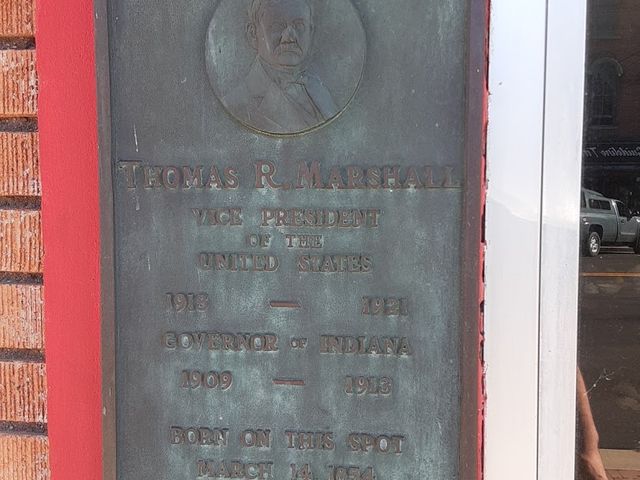 THOMAS R. MARSHALL
VICE PRESIDENT
OF THE
UNITED STATES
1913 — 1921
GOVERNOR OF INDIANA
1909 — 1913
BORN ON THIS SPOT
MARCH 14, 1854